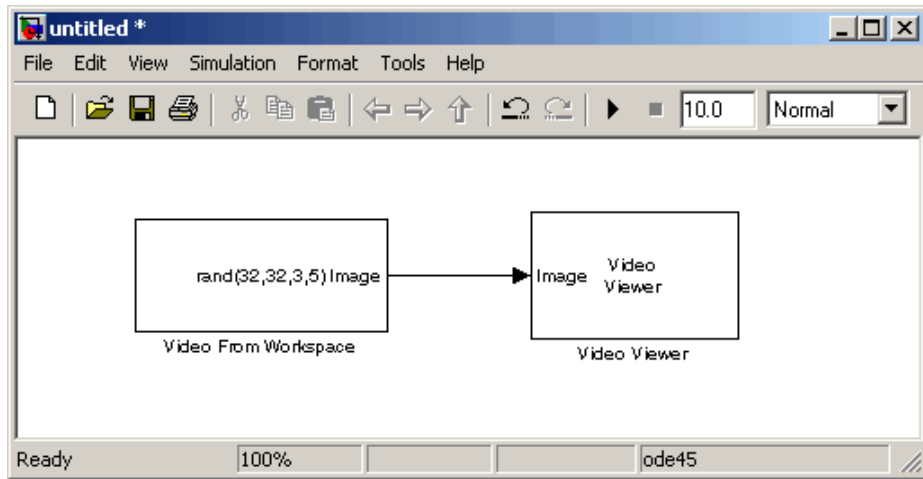 untitled *
File Edit View Simulation Format Tools Help
10.0 Normal
rand(32,32,3,5) Image
Image
Video
Viewer
Video From Workspace
Video Viewer
Ready 100% ode45